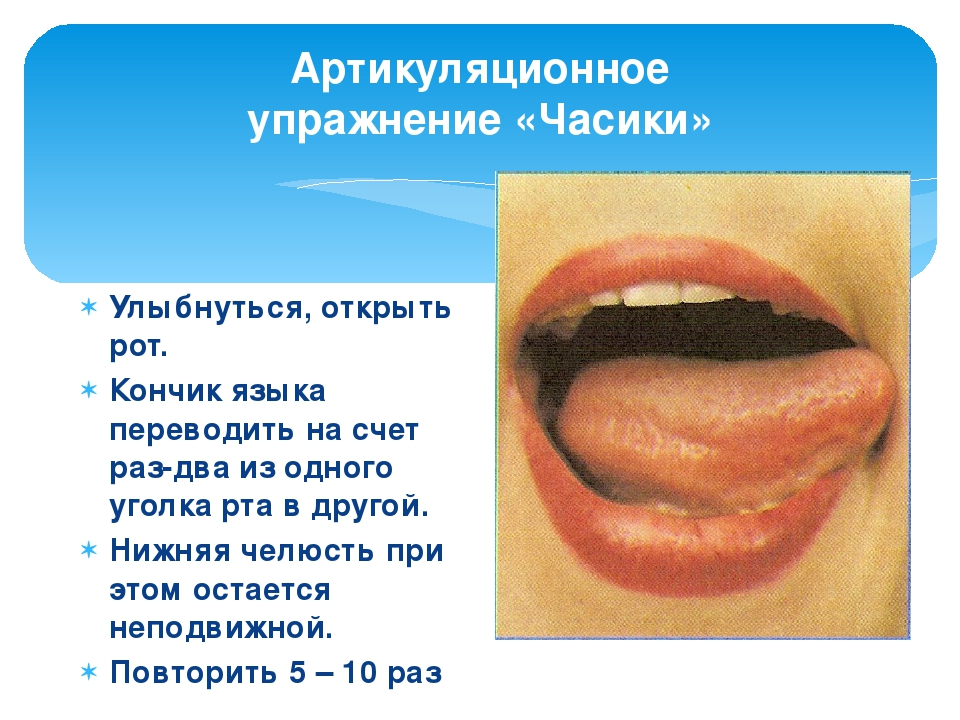 Артикуляционное
упражнение «Часики»
Улыбнуться, открыть
рот.
Кончик языка
переводить на счет
раз-два из одного
уголка рта в другой.
Нижняя челюсть при
этом остается
неподвижной.
Повторить 5 – 10 раз